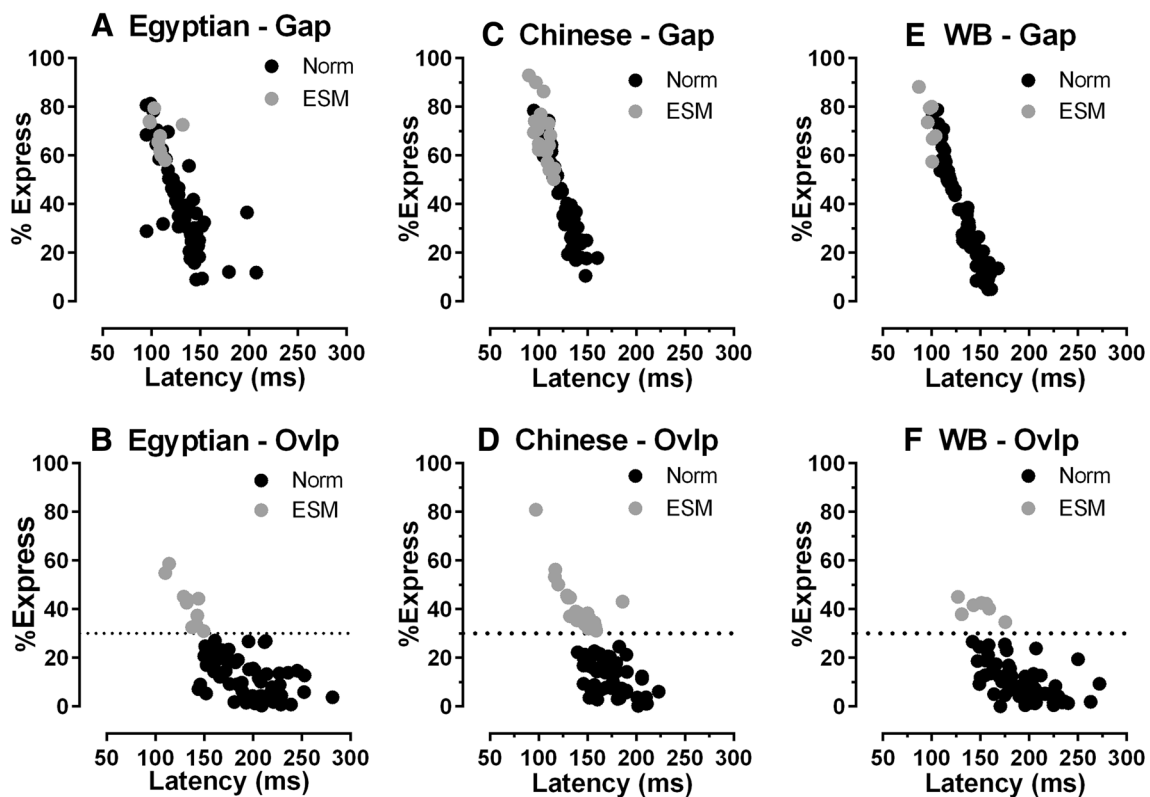 A Egyptian - Gap
Norm
ESM
100
80
60
40
20
0
% Express
50 100 150 200 250 300
Latency (ms)
C Chinese - Gap
Norm
ESM
100
80
60
40
20
0
%Express
50 100 150 200 250 300
Latency (ms)
E WB - Gap
Norm
ESM
100
80
60
40
20
0
%Express
50 100 150 200 250 300
Latency (ms)
B Egyptian - Ovlp
Norm
ESM
100
80
60
40
20
0
%Express
50 100 150 200 250 300
Latency (ms)
D Chinese - Ovlp
Norm
ESM
100
80
60
40
20
0
%Express
50 100 150 200 250 300
Latency (ms)
F WB - Ovlp
Norm
ESM
100
80
60
40
20
0
%Express
50 100 150 200 250 300
Latency (ms)